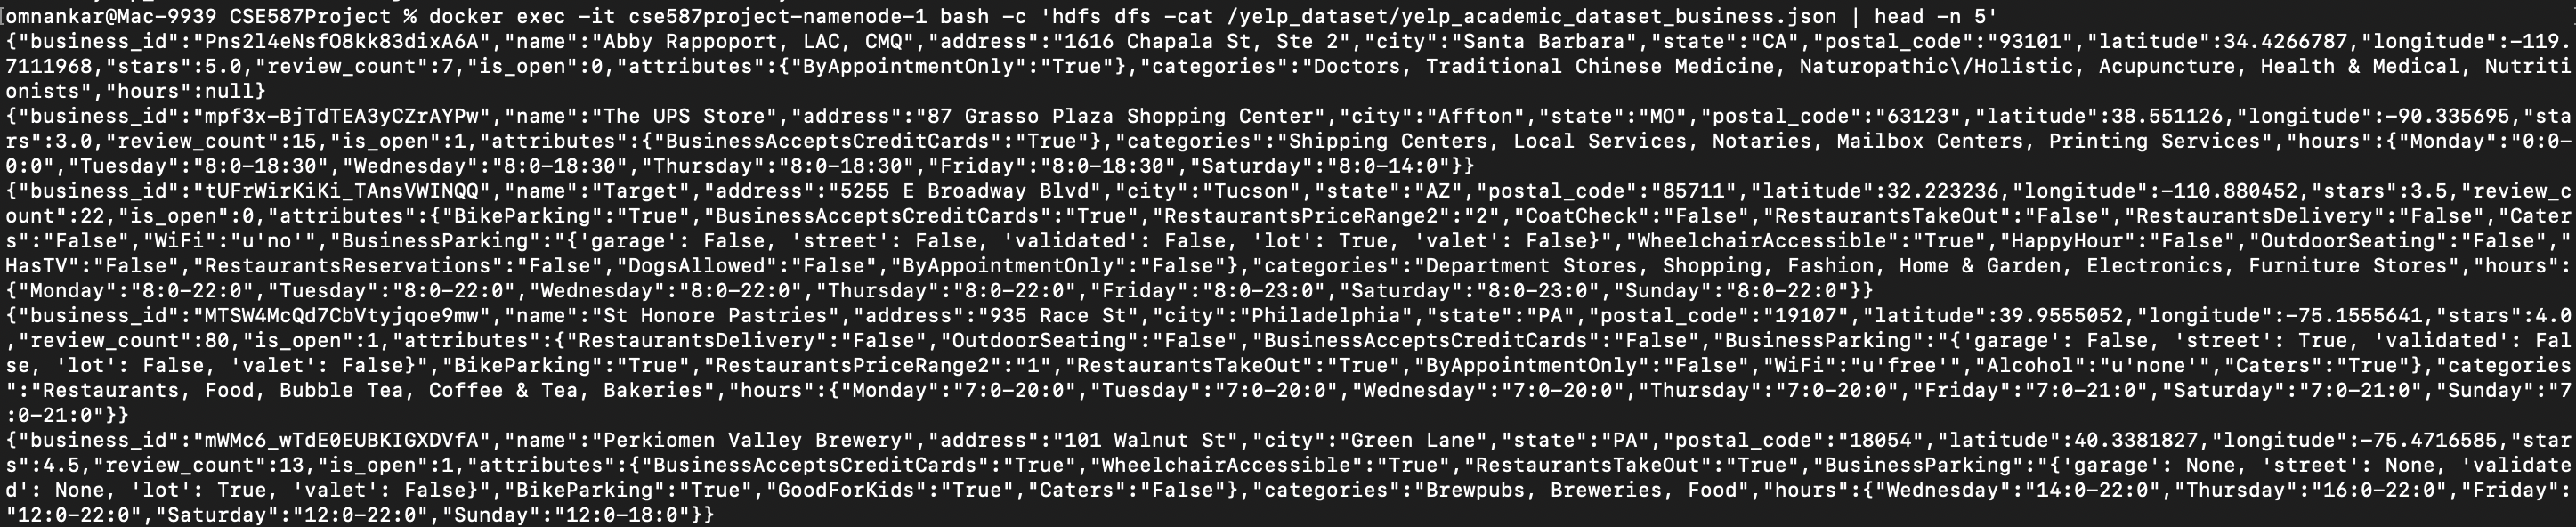 omnankar@Mac-9939 CSE587Project % docker exec -it cse587project-namenode-1 bash -c 'hdfs dfs -cat /yelp_dataset/yelp_academic_dataset_business.json | head -n 5'
{"business_id":"Pns2l4eNsfO8kk83dixA6A","name":"Abby Rappoport, LAC, CMQ","address":"1616 Chapala St, Ste 2","city":"Santa Barbara","state":"CA","postal_code":"93101","latitude":34.4266787,"longitude":-119.
7111968,"stars":5.0,"review_count":7,"is_open":0,"attributes":{"ByAppointmentOnly":"True"},"categories":"Doctors, Traditional Chinese Medicine, Naturopathic\/Holistic, Acupuncture, Health & Medical, Nutriti
onists","hours":null}
{"business_id":"mpf3x-BjTdTEA3yCZrAYPw","name":"The UPS Store","address":"87 Grasso Plaza Shopping Center","city":"Affton","state":"MO","postal_code":"63123","latitude":38.551126,"longitude":-90.335695,"sta
rs":3.0,"review_count":15,"is_open":1,"attributes":{"BusinessAcceptsCreditCards":"True"},"categories":"Shipping Centers, Local Services, Notaries, Mailbox Centers, Printing Services","hours":{"Monday":"0:0-
0:0","Tuesday":"8:0-18:30","Wednesday":"8:0-18:30","Thursday":"8:0-18:30","Friday":"8:0-18:30","Saturday":"8:0-14:0"}}
{"business_id":"tUFrWirKiKi_TAnsVWINQQ","name":"Target","address":"5255 E Broadway Blvd","city":"Tucson","state":"AZ","postal_code":"85711","latitude":32.223236,"longitude":-110.880452,"stars":3.5,"review_c
ount":22,"is_open":0,"attributes":{"BikeParking":"True","BusinessAcceptsCreditCards":"True","RestaurantsPriceRange2":"2","CoatCheck":"False","RestaurantsTakeOut":"False","RestaurantsDelivery":"False","Cater
s":"False","WiFi":"u'no'","BusinessParking":"{'garage': False, 'street': False, 'validated': False, 'lot': True, 'valet': False}","WheelchairAccessible":"True","HappyHour":"False","OutdoorSeating":"False","
HasTV":"False","RestaurantsReservations":"False","DogsAllowed":"False","ByAppointmentOnly":"False"},"categories":"Department Stores, Shopping, Fashion, Home & Garden, Electronics, Furniture Stores","hours":
{"Monday":"8:0-22:0","Tuesday":"8:0-22:0","Wednesday":"8:0-22:0","Thursday":"8:0-22:0","Friday":"8:0-23:0","Saturday":"8:0-23:0","Sunday":"8:0-22:0"}}
{"business_id":"MTSW4McQd7CbVtyjqoe9mw","name":"St Honore Pastries","address":"935 Race St","city":"Philadelphia","state":"PA","postal_code":"19107","latitude":39.9555052,"longitude":-75.1555641,"stars":4.0
,"review_count":80,"is_open":1,"attributes":{"RestaurantsDelivery":"False","OutdoorSeating":"False","BusinessAcceptsCreditCards":"False","BusinessParking":"{'garage': False, 'street': True, 'validated': Fal
se, 'lot': False, 'valet': False}","BikeParking":"True","RestaurantsPriceRange2":"1","RestaurantsTakeOut":"True","ByAppointmentOnly":"False","WiFi":"u'free'","Alcohol":"u'none'","Caters":"True"},"categories
":"Restaurants, Food, Bubble Tea, Coffee & Tea, Bakeries","hours":{"Monday":"7:0-20:0","Tuesday":"7:0-20:0","Wednesday":"7:0-20:0","Thursday":"7:0-20:0","Friday":"7:0-21:0","Saturday":"7:0-21:0","Sunday":"7
:0-21:0"}}
{"business_id":"mWMc6_wTdE0EUBKIGXDVfA","name":"Perkiomen Valley Brewery","address":"101 Walnut St","city":"Green Lane","state":"PA","postal_code":"18054","latitude":40.3381827,"longitude":-75.4716585,"star
s":4.5,"review_count":13,"is_open":1,"attributes":{"BusinessAcceptsCreditCards":"True","WheelchairAccessible":"True","RestaurantsTakeOut":"True","BusinessParking":"{'garage': None, 'street': None, 'validate
d': None, 'lot': True, 'valet': False}","BikeParking":"True","GoodForKids":"True","Caters":"False"},"categories":"Brewpubs, Breweries, Food","hours":{"Wednesday":"14:0-22:0","Thursday":"16:0-22:0","Friday":
"12:0-22:0","Saturday":"12:0-22:0","Sunday":"12:0-18:0"}}